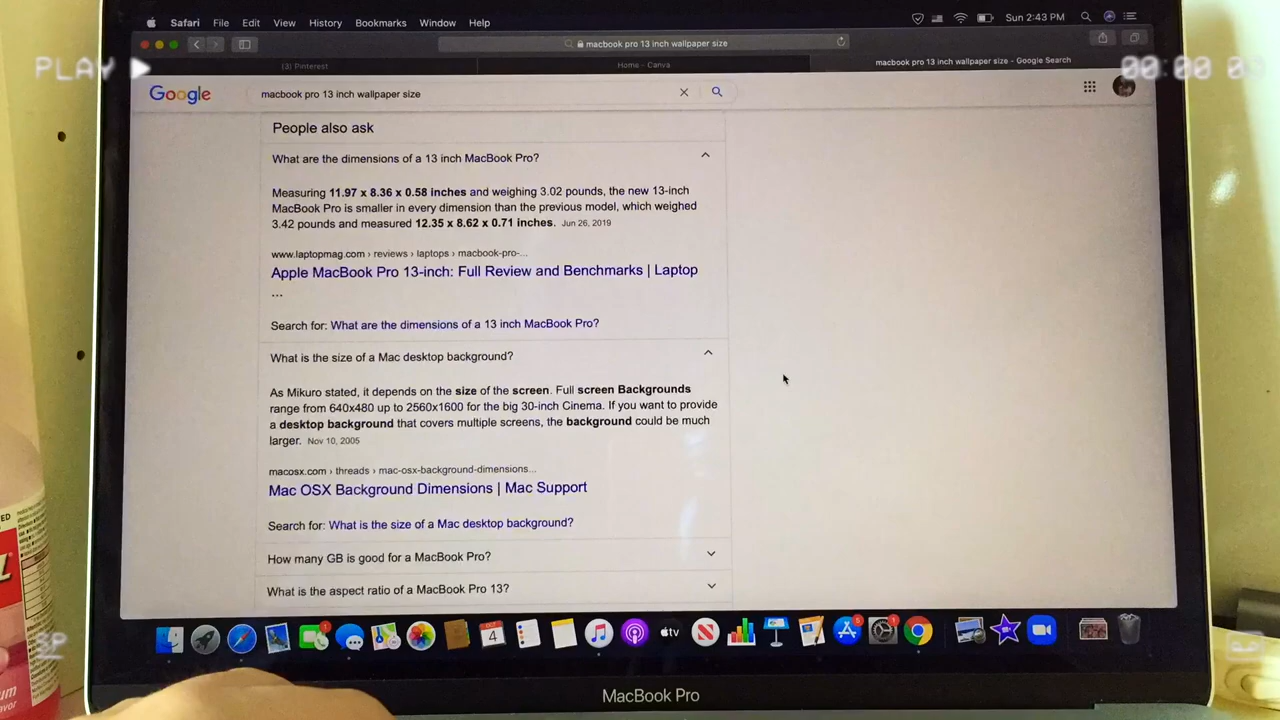 Safari File Edit View History Bookmarks Window Help
Sun 2:43 PM
PLAY
00:00 0
macbook pro 13 inch wallpaper size
(3) Pinterest
Home - Canva
macbook pro 13 inch wallpaper size - Google Search
Google
macbook pro 13 inch wallpaper size
People also ask
What are the dimensions of a 13 inch MacBook Pro?
Measuring 11.97 x 8.36 x 0.58 inches and weighing 3.02 pounds, the new 13-inch
MacBook Pro is smaller in every dimension than the previous model, which weighed
3.42 pounds and measured 12.35 x 8.62 x 0.71 inches. Jun 26, 2019
www.laptopmag.com › reviews › laptops › macbook-pro-...
Apple MacBook Pro 13-inch: Full Review and Benchmarks | Laptop
...
Search for: What are the dimensions of a 13 inch MacBook Pro?
What is the size of a Mac desktop background?
As Mikuro stated, it depends on the size of the screen. Full screen Backgrounds
range from 640x480 up to 2560x1600 for the big 30-inch Cinema. If you want to provide
a desktop background that covers multiple screens, the background could be much
larger. Nov 10, 2005
macosx.com › threads › mac-osx-background-dimensions...
Mac OSX Background Dimensions | Mac Support
Search for: What is the size of a Mac desktop background?
How many GB is good for a MacBook Pro?
What is the aspect ratio of a MacBook Pro 13?
OCT
4
tv
SP
MacBook Pro